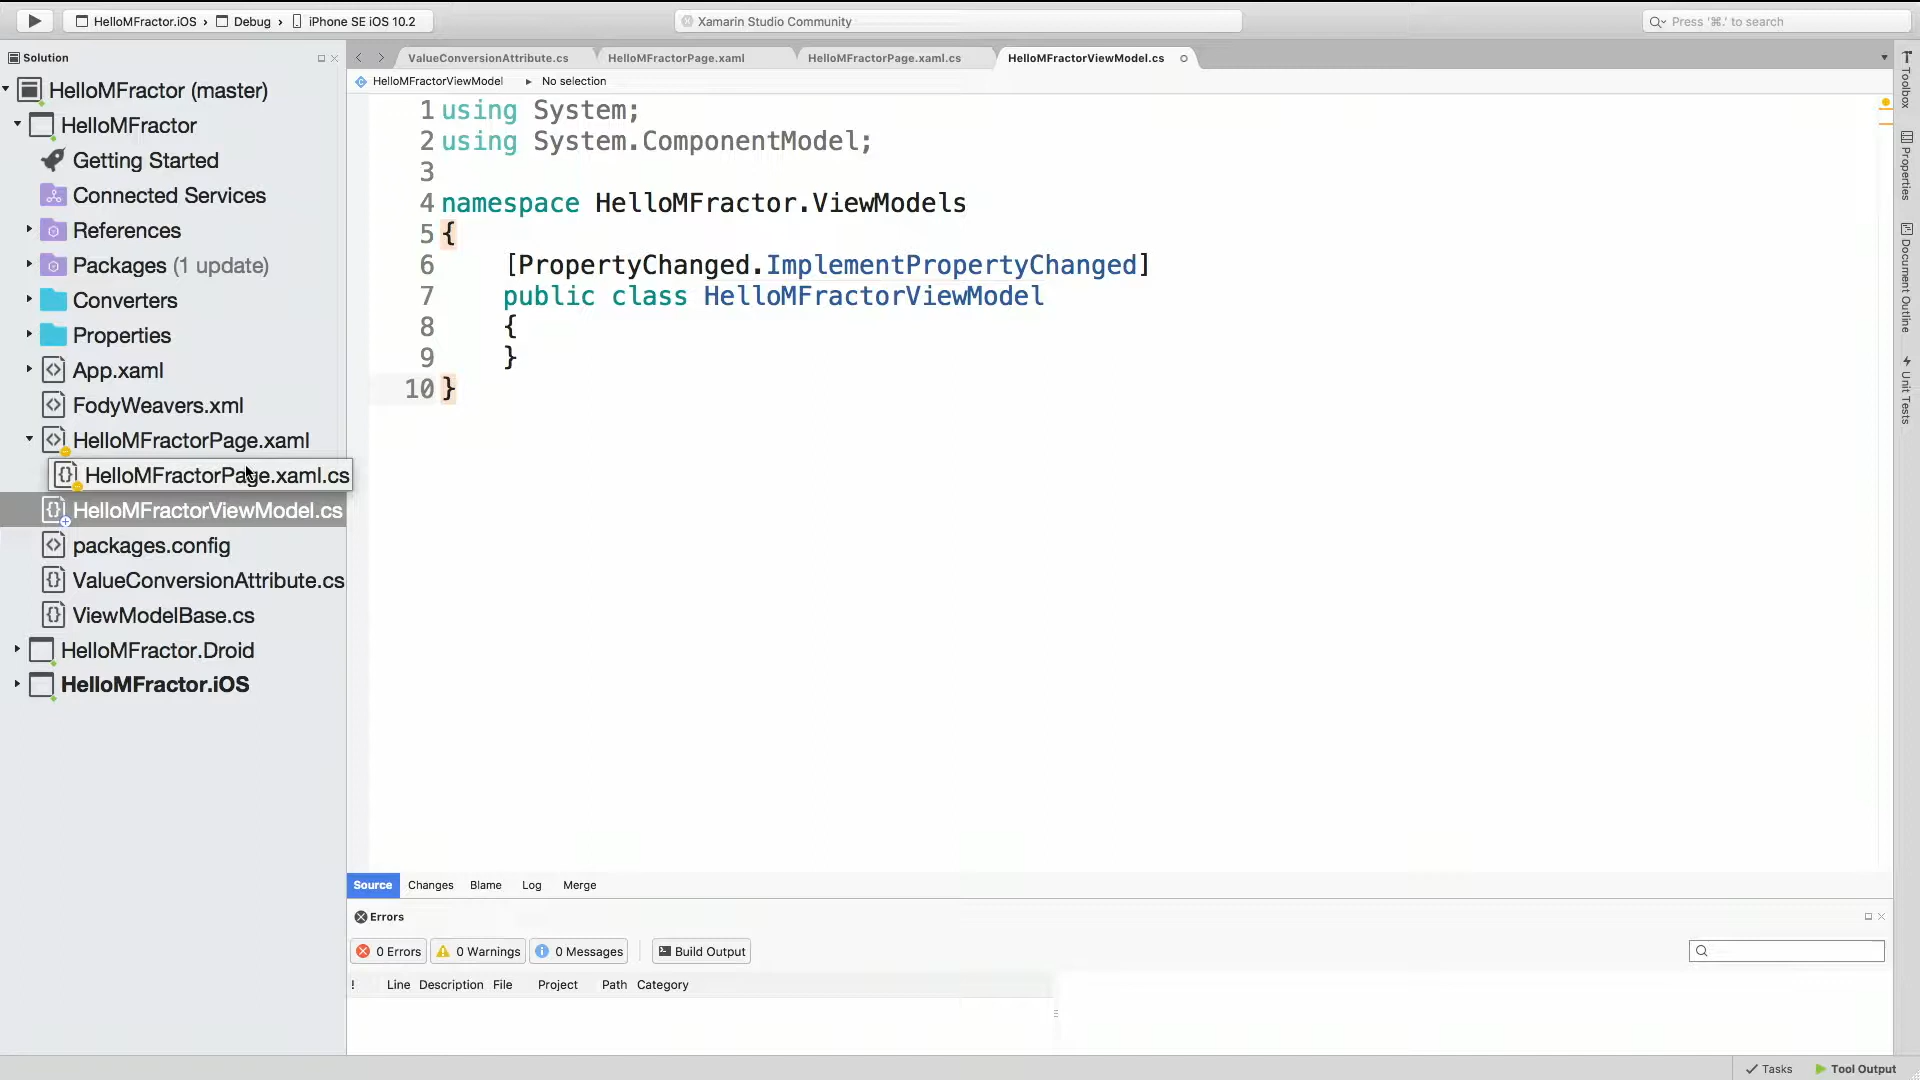 HelloMFractor.iOS › Debug › iPhone SE iOS 10.2
Xamarin Studio Community
Press '⌘.' to search
Solution
HelloMFractor (master)
HelloMFractor
Getting Started
Connected Services
References
Packages (1 update)
Converters
Properties
App.xaml
FodyWeavers.xml
HelloMFractorPage.xaml
HelloMFractorPage.xaml.cs
HelloMFractorViewModel.cs
packages.config
ValueConversionAttribute.cs
ViewModelBase.cs
HelloMFractor.Droid
HelloMFractor.iOS
ValueConversionAttribute.cs
HelloMFractorPage.xaml
HelloMFractorPage.xaml.cs
HelloMFractorViewModel.cs
HelloMFractorViewModel ▸ No selection
1 using System;
2 using System.ComponentModel;
3
4 namespace HelloMFractor.ViewModels
5 {
6 [PropertyChanged.ImplementPropertyChanged]
7 public class HelloMFractorViewModel
8 {
9 }
10 }
Source Changes Blame Log Merge
Errors
0 Errors 0 Warnings 0 Messages Build Output
! Line Description File Project Path Category
Toolbox
Properties
Document Outline
Unit Tests
Tasks Tool Output